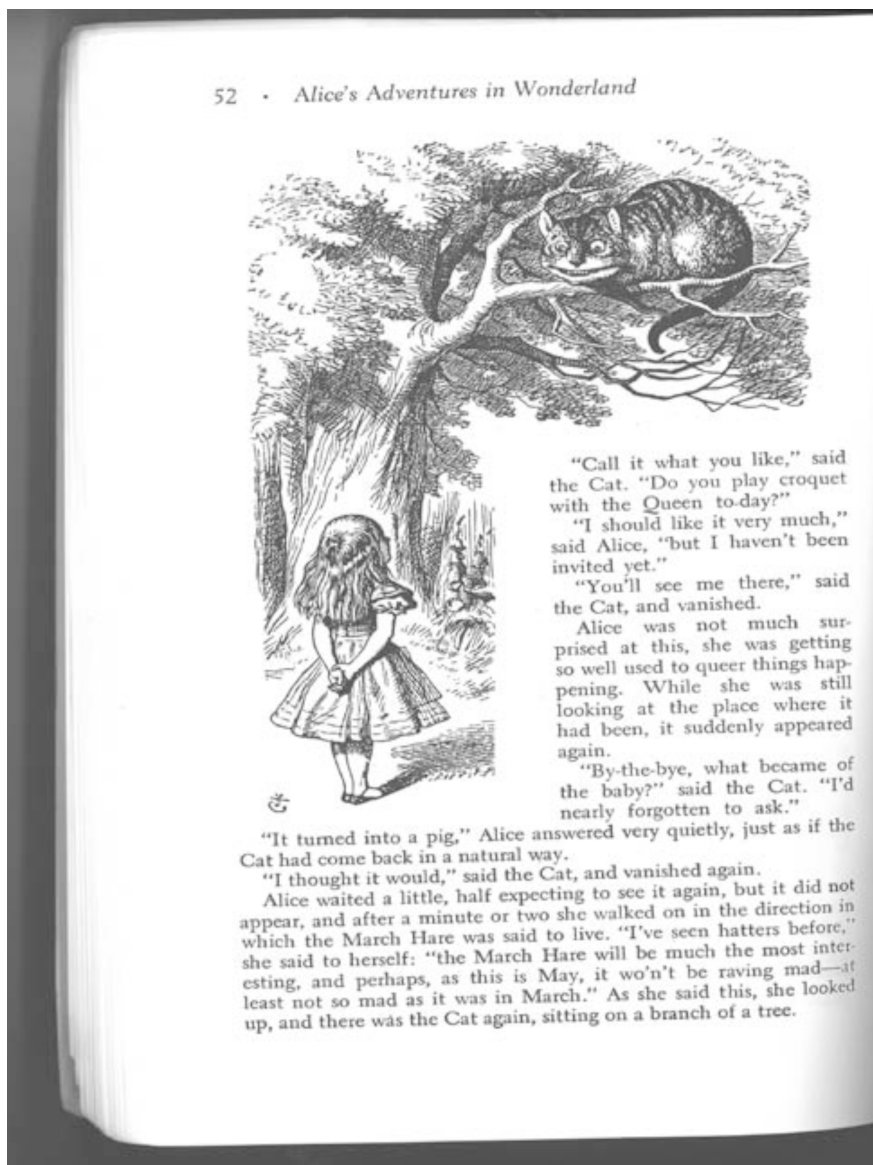 52 · Alice's Adventures in Wonderland
“Call it what you like,” said
the Cat. “Do you play croquet
with the Queen to-day?”
“I should like it very much,”
said Alice, “but I haven't been
invited yet.”
“You'll see me there,” said
the Cat, and vanished.
Alice was not much sur-
prised at this, she was getting
so well used to queer things hap-
pening. While she was still
looking at the place where it
had been, it suddenly appeared
again.
“By-the-bye, what became of
the baby?” said the Cat. “I'd
nearly forgotten to ask.”
“It turned into a pig,” Alice answered very quietly, just as if the
Cat had come back in a natural way.
“I thought it would,” said the Cat, and vanished again.
Alice waited a little, half expecting to see it again, but it did not
appear, and after a minute or two she walked on in the direction in
which the March Hare was said to live. “I've seen hatters before,”
she said to herself: “the March Hare will be much the most inter-
esting, and perhaps, as this is May, it wo'n't be raving mad—at
least not so mad as it was in March.” As she said this, she looked
up, and there was the Cat again, sitting on a branch of a tree.